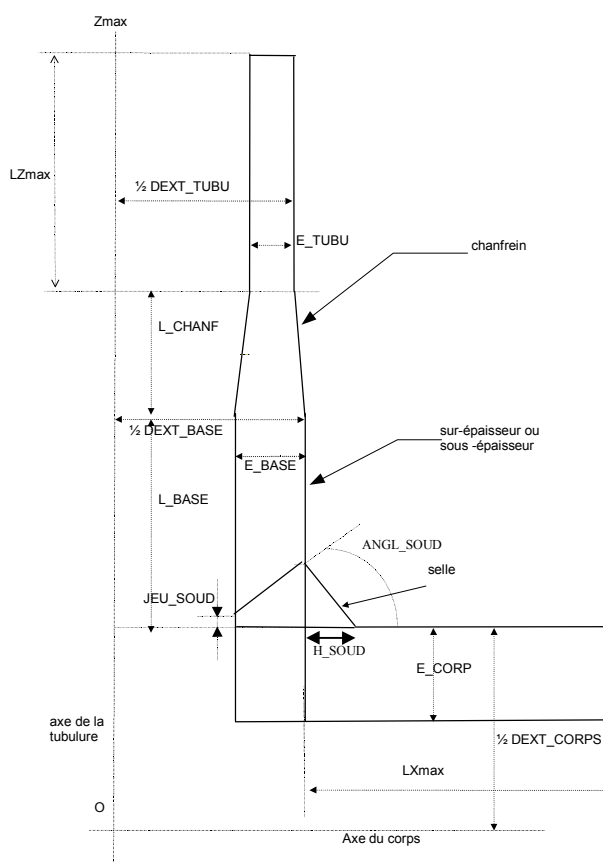 Zmax
LZmax
½ DEXT_TUBU
E_TUBU
chanfrein
L_CHANF
½ DEXT_BASE
sur-épaisseur ou
sous -épaisseur
E_BASE
L_BASE
ANGL_SOUD
selle
JEU_SOUD
H_SOUD
E_CORP
axe de la
tubulure
½ DEXT_CORPS
LXmax
O
Axe du corps